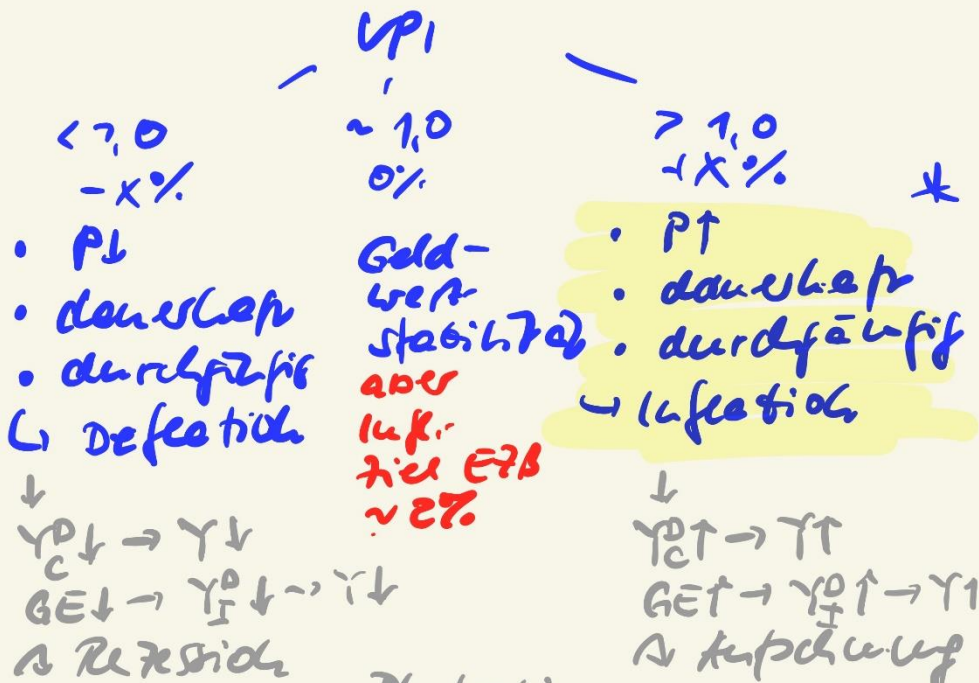 VPI
< 1,0
- x %
• P↓
• dauerhaft
• durchgängig
↳ Deflation
↓
Y^D_C ↓ → Y ↓
GE ↓ → Y^D_I ↓ → Y ↓
⇒ Rezession
~ 1,0
0%
Geld-
wert-
stabilität
aber
Infl.-
ziel EZB
~ 2%
> 1,0
+ X %
*
• P↑
• dauerhaft
• durchgängig
↳ Inflation
↓
Y^D_C ↑ → Y ↑
GE ↑ → Y^D_I ↑ → Y ↑
⇒ Aufschwung